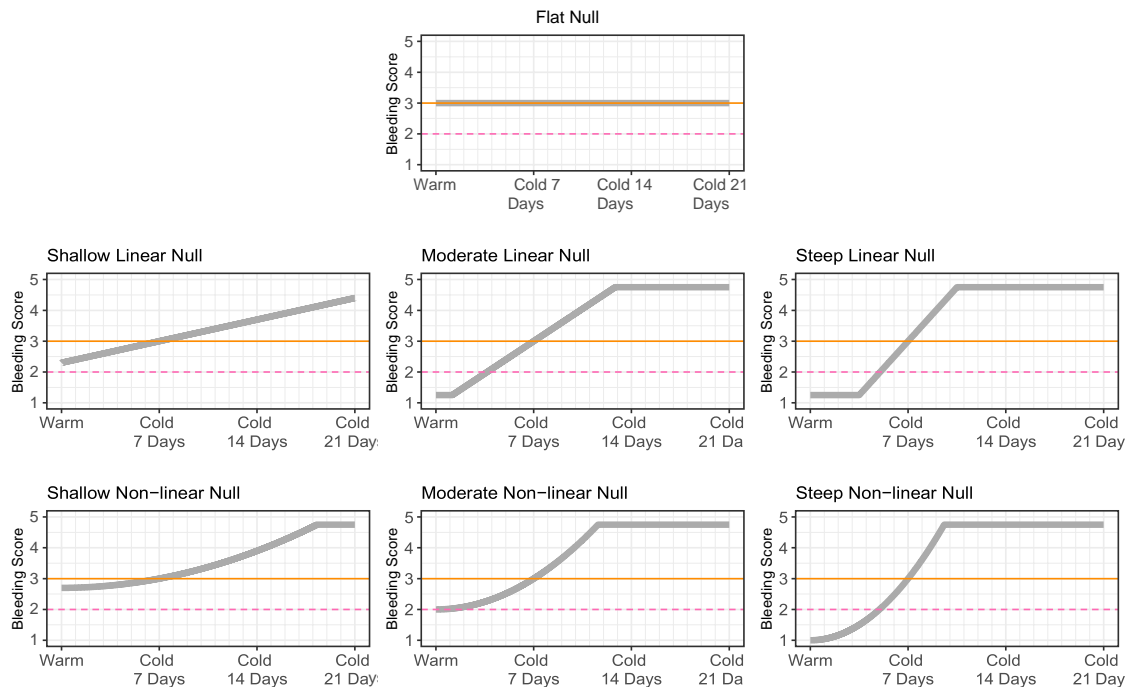 Flat Null
Bleeding Score
5
4
3
2
1
Warm Cold 7 Cold 14 Cold 21
Days Days Days
Shallow Linear Null
Bleeding Score
5
4
3
2
1
Warm Cold Cold Cold
7 Days 14 Days 21 Days
Moderate Linear Null
Bleeding Score
5
4
3
2
1
Warm Cold Cold Cold
7 Days 14 Days 21 Da
Steep Linear Null
Bleeding Score
5
4
3
2
1
Warm Cold Cold Cold
7 Days 14 Days 21 Day
Shallow Non−linear Null
Bleeding Score
5
4
3
2
1
Warm Cold Cold Cold
7 Days 14 Days 21 Days
Moderate Non−linear Null
Bleeding Score
5
4
3
2
1
Warm Cold Cold Cold
7 Days 14 Days 21 Da
Steep Non−linear Null
Bleeding Score
5
4
3
2
1
Warm Cold Cold Cold
7 Days 14 Days 21 Day